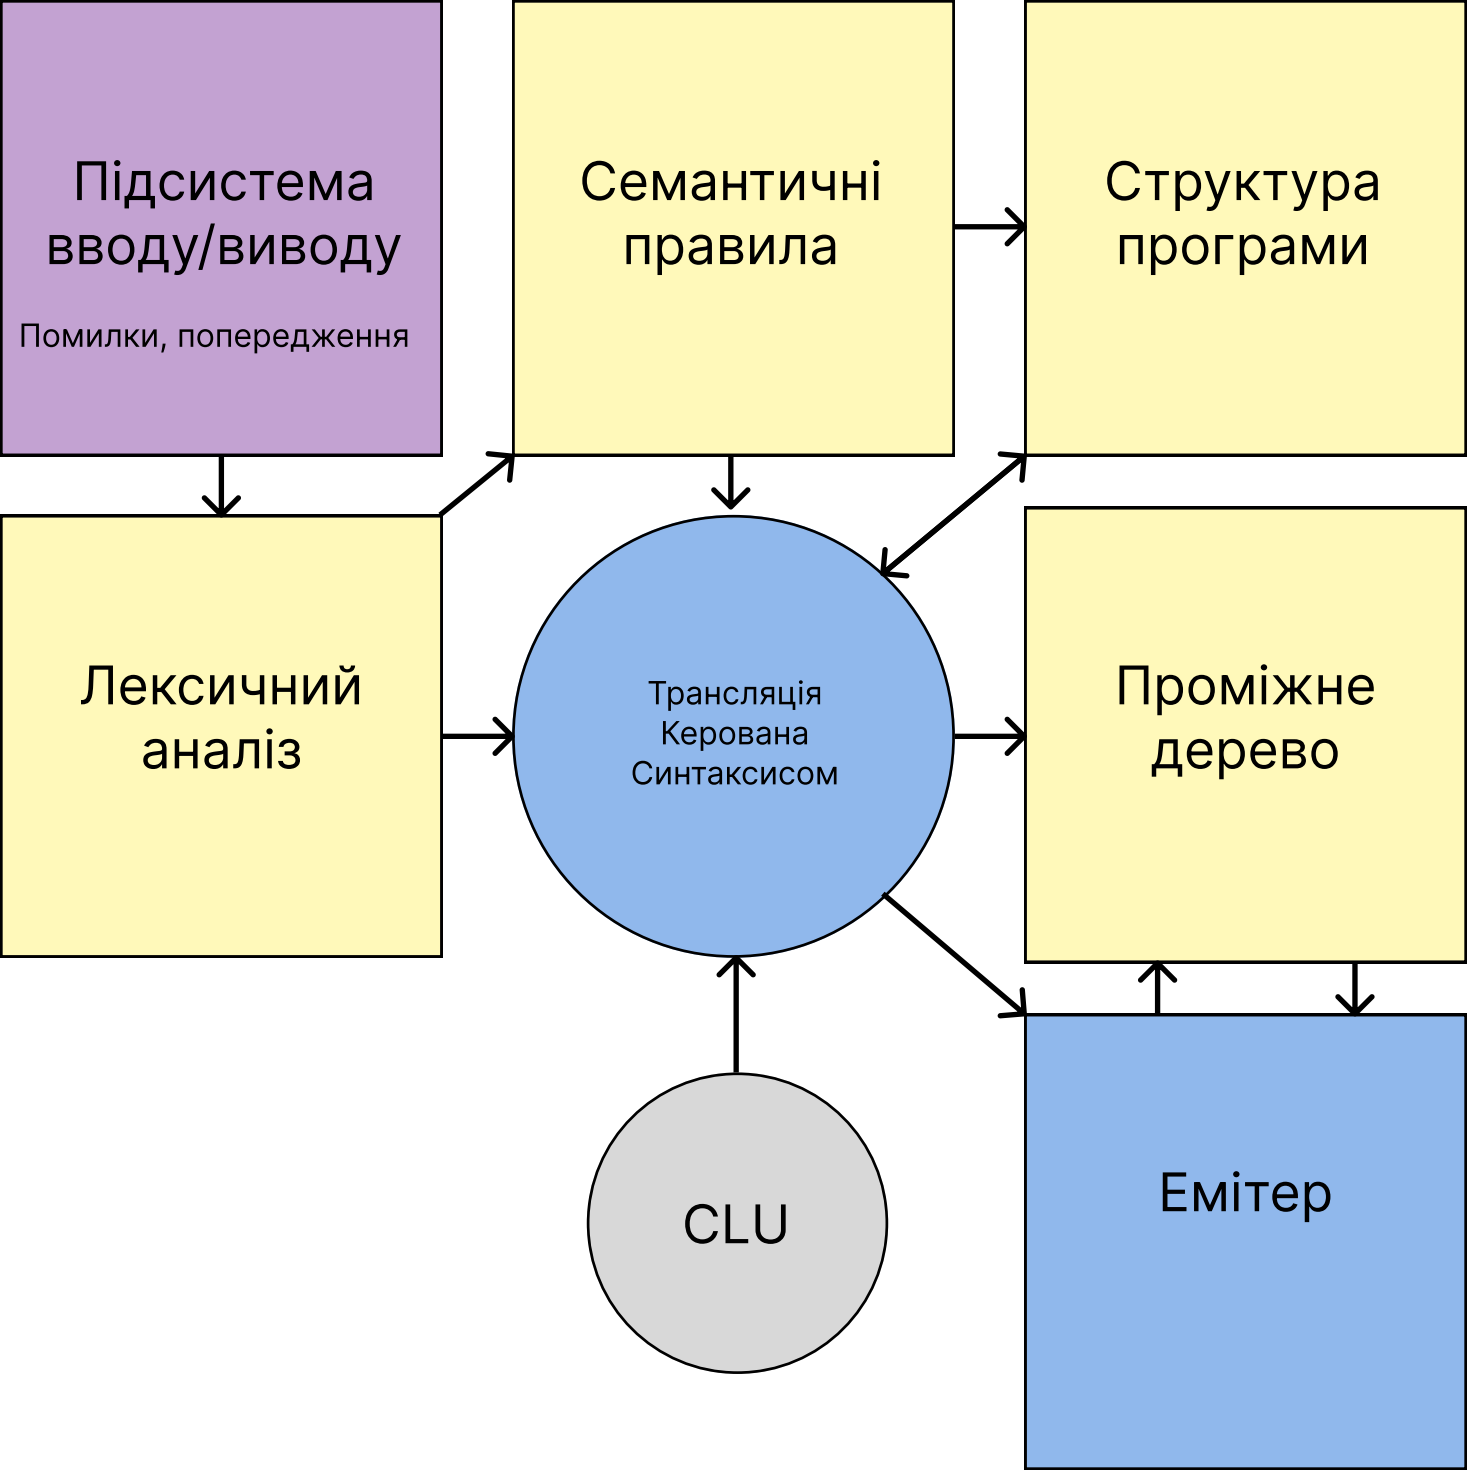 Підсистема
вводу/виводу
Помилки, попередження
Семантичні
правила
Структура
програми
Лексичний
аналіз
Трансляція
Керована
Синтаксисом
Проміжне
дерево
CLU
Емітер